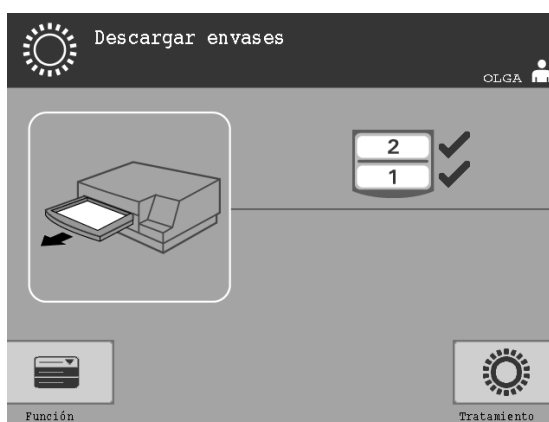 Descargar envases
OLGA
2
1
Función
Tratamiento